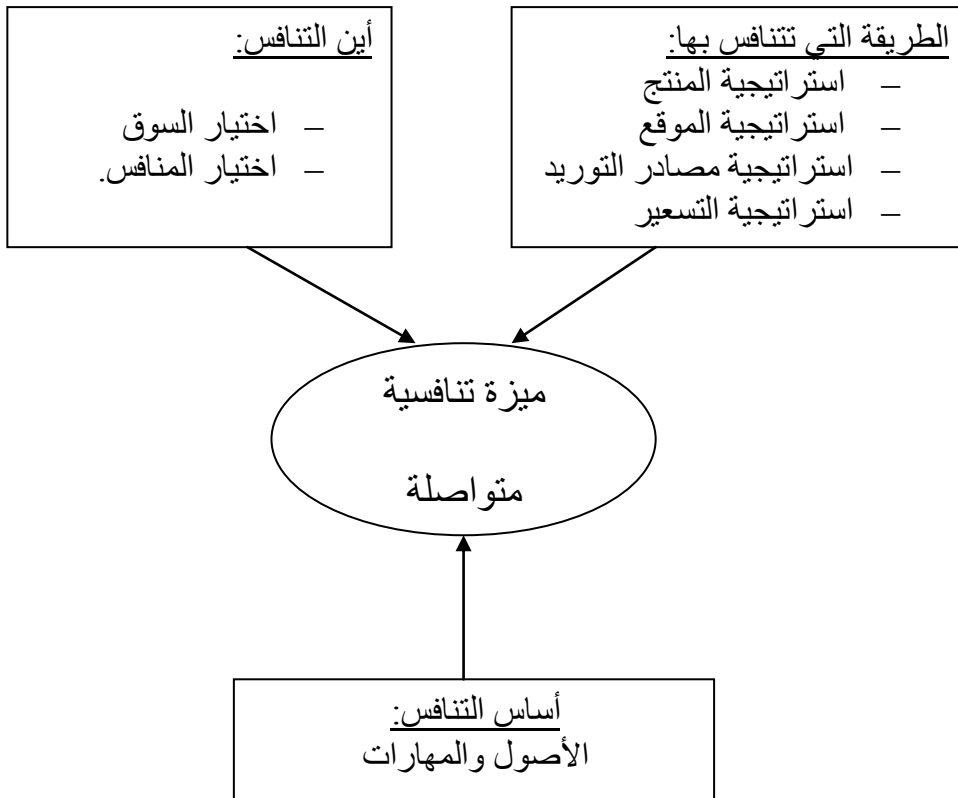 الطريقة التي تتنافس بها:
– استراتيجية المنتج
– استراتيجية الموقع
– استراتيجية مصادر التوريد
– استراتيجية التسعير
أين التنافس:
– اختيار السوق
– اختيار المنافس.
ميزة تنافسية
متواصلة
أساس التنافس:
الأصول والمهارات